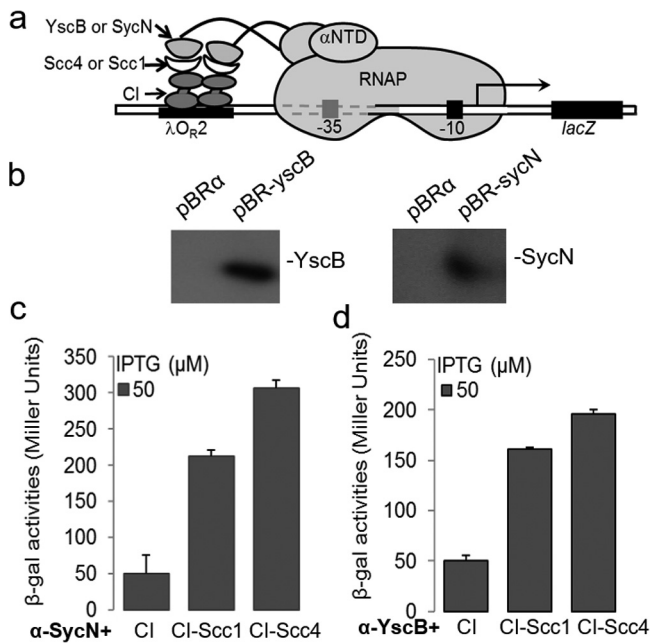 a
YscB or SycN
αNTD
Scc4 or Scc1
RNAP
CI
λOR2
-35
-10
lacZ
b
pBRα
pBR-yscB
-YscB
pBRα
pBR-sycN
-SycN
c
β-gal activities (Miller Units)
350
300
250
200
150
100
50
0
IPTG (μM)
50
α-SycN+
CI
CI-Scc1
CI-Scc4
d
β-gal activities (Miller Units)
250
200
150
100
50
0
IPTG (μM)
50
α-YscB+
CI
CI-Scc1
CI-Scc4